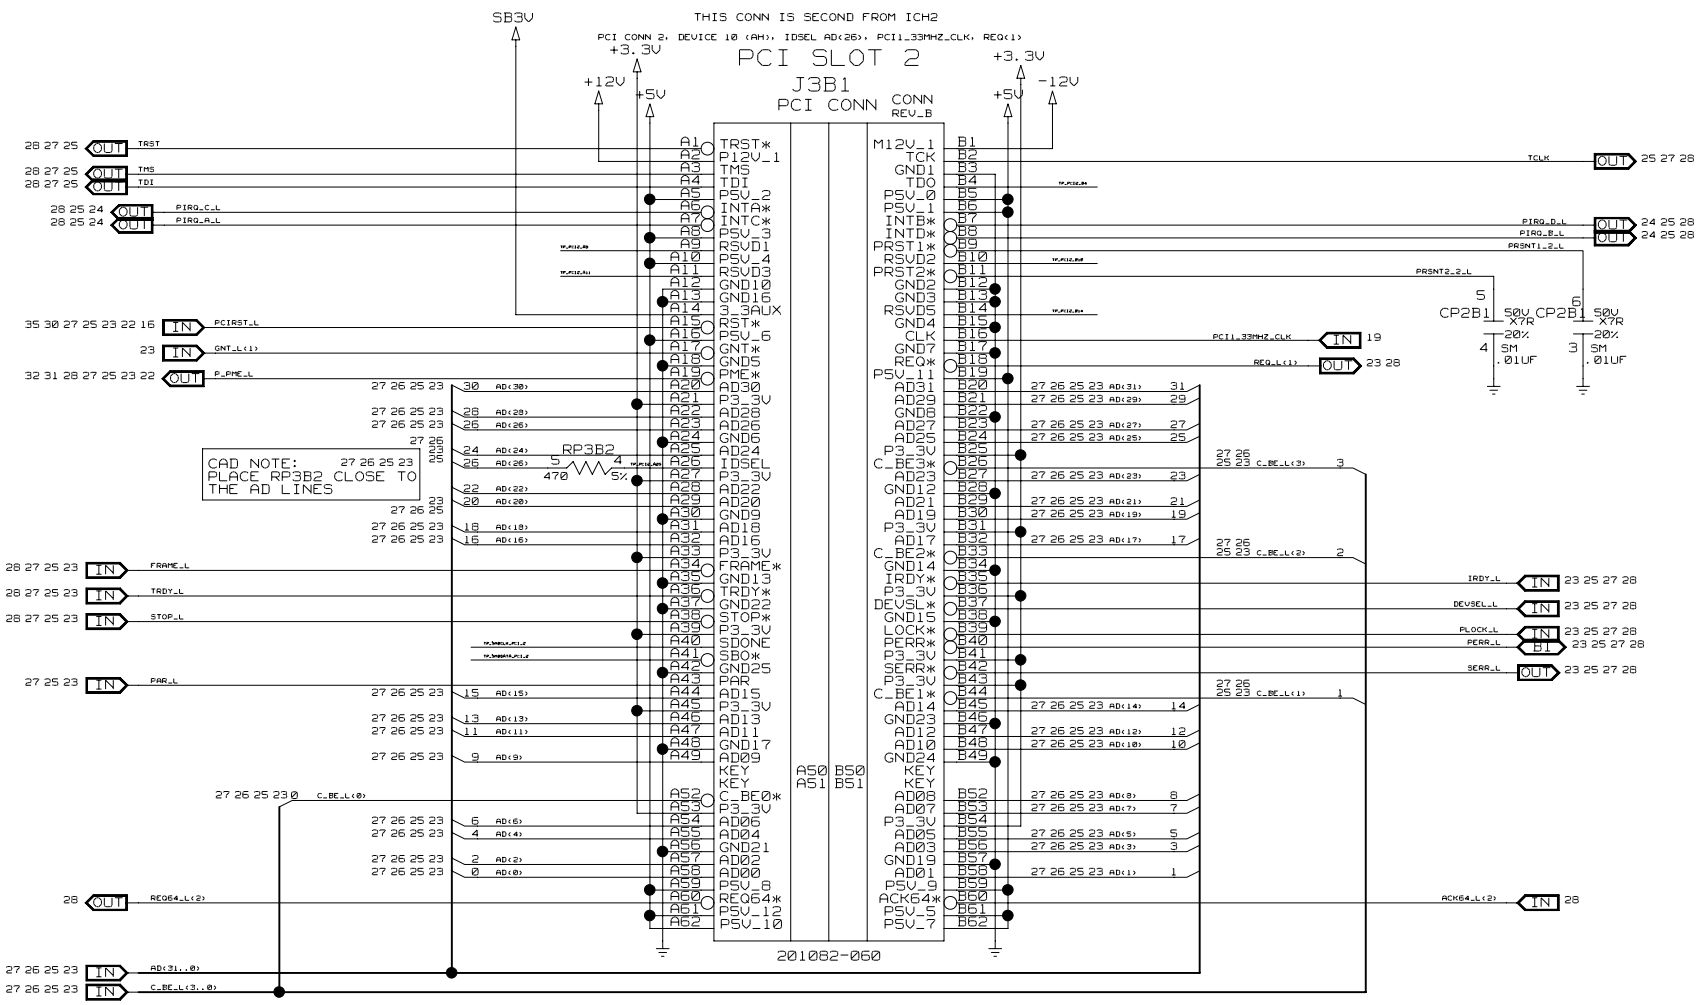 SB3V
THIS CONN IS SECOND FROM ICH2
PCI CONN 2, DEVICE 10 (AH), IDSEL AD(26), PCI1_33MHZ_CLK, REQ(1)
+3.3V PCI SLOT 2 +3.3V
+12V J3B1 -12V
+5V PCI CONN CONN +5V
REV_B
28 27 25 OUT TRST A1 TRST* M12V_1 B1
A2 P12V_1 TCK B2 TCLK OUT 25 27 28
28 27 25 OUT TMS A3 TMS GND1 B3
28 27 25 OUT TDI A4 TDI TDO B4
A5 P5V_2 P5V_0 B5
28 25 24 OUT PIRQ_C_L A6 INTA* P5V_1 B6
28 25 24 OUT PIRQ_A_L A7 INTC* INTB* B7 PIRQ_D_L OUT 24 25 28
A8 P5V_3 INTD* B8 PIRQ_B_L OUT 24 25 28
A9 RSVD1 PRST1* B9 PRSNT1_2_L
A10 P5V_4 RSVD2 B10
A11 RSVD3 PRST2* B11 PRSNT2_2_L
A12 GND10 GND2 B12
A13 GND16 GND3 B13
A14 3_3AUX RSVD5 B14
5 CP2B1 50V X7R 20% 4 SM .01UF
6 CP2B1 50V X7R 20% 3 SM .01UF
35 30 27 25 23 22 16 IN PCIRST_L A15 RST* GND4 B15
A16 P5V_6 CLK B16 PCI1_33MHZ_CLK IN 19
23 IN GNT_L(1) A17 GNT* GND7 B17
A18 GND5 REQ* B18 REQ_L(1) OUT 23 28
32 31 28 27 25 23 22 OUT P_PME_L A19 PME* P5V_11 B19
27 26 25 23 30 AD(30) A20 AD30 AD31 B20 27 26 25 23 AD(31) 31
A21 P3_3V AD29 B21 27 26 25 23 AD(29) 29
27 26 25 23 28 AD(28) A22 AD28 GND8 B22
27 26 25 23 26 AD(26) A23 AD26 AD27 B23 27 26 25 23 AD(27) 27
A24 GND6 AD25 B24 27 26 25 23 AD(25) 25
27 26
23
25
24 AD(24) A25 AD24 P3_3V B25
CAD NOTE: 27 26 25 23
PLACE RP3B2 CLOSE TO
THE AD LINES
26 AD(26) 5 RP3B2 4 470 5% A26 IDSEL C_BE3* B26 27 26 25 23 C_BE_L(3) 3
A27 P3_3V AD23 B27 27 26 25 23 AD(23) 23
22 AD(22) A28 AD22 GND12 B28
23 20 AD(20) A29 AD20 AD21 B29 27 26 25 23 AD(21) 21
27 26 25
A30 GND9 AD19 B30 27 26 25 23 AD(19) 19
27 26 25 23 18 AD(18) A31 AD18 P3_3V B31
27 26 25 23 16 AD(16) A32 AD16 AD17 B32 27 26 25 23 AD(17) 17
A33 P3_3V C_BE2* B33 27 26 25 23 C_BE_L(2) 2
28 27 25 23 IN FRAME_L A34 FRAME* GND14 B34
A35 GND13 IRDY* B35 IRDY_L IN 23 25 27 28
28 27 25 23 IN TRDY_L A36 TRDY* P3_3V B36
A37 GND22 DEVSL* B37 DEVSEL_L IN 23 25 27 28
28 27 25 23 IN STOP_L A38 STOP* GND15 B38
A39 P3_3V LOCK* B39 PLOCK_L IN 23 25 27 28
A40 SDONE PERR* B40 PERR_L BI 23 25 27 28
A41 SBO* P3_3V B41
A42 GND25 SERR* B42 SERR_L OUT 23 25 27 28
27 25 23 IN PAR_L A43 PAR P3_3V B43
27 26 25 23 15 AD(15) A44 AD15 C_BE1* B44 27 26 25 23 C_BE_L(1) 1
A45 P3_3V AD14 B45 27 26 25 23 AD(14) 14
27 26 25 23 13 AD(13) A46 AD13 GND23 B46
27 26 25 23 11 AD(11) A47 AD11 AD12 B47 27 26 25 23 AD(12) 12
A48 GND17 AD10 B48 27 26 25 23 AD(10) 10
27 26 25 23 9 AD(9) A49 AD09 GND24 B49
KEY A50 B50 KEY
KEY A51 B51 KEY
27 26 25 23 0 C_BE_L(0) A52 C_BE0* AD08 B52 27 26 25 23 AD(8) 8
A53 P3_3V AD07 B53 27 26 25 23 AD(7) 7
27 26 25 23 6 AD(6) A54 AD06 P3_3V B54
27 26 25 23 4 AD(4) A55 AD04 AD05 B55 27 26 25 23 AD(5) 5
A56 GND21 AD03 B56 27 26 25 23 AD(3) 3
27 26 25 23 2 AD(2) A57 AD02 GND19 B57
27 26 25 23 0 AD(0) A58 AD00 AD01 B58 27 26 25 23 AD(1) 1
A59 P5V_8 P5V_9 B59
28 OUT REQ64_L(2) A60 REQ64* ACK64* B60 ACK64_L(2) IN 28
A61 P5V_12 P5V_5 B61
A62 P5V_10 P5V_7 B62
201082-060
27 26 25 23 IN AD(31..0)
27 26 25 23 IN C_BE_L(3..0)